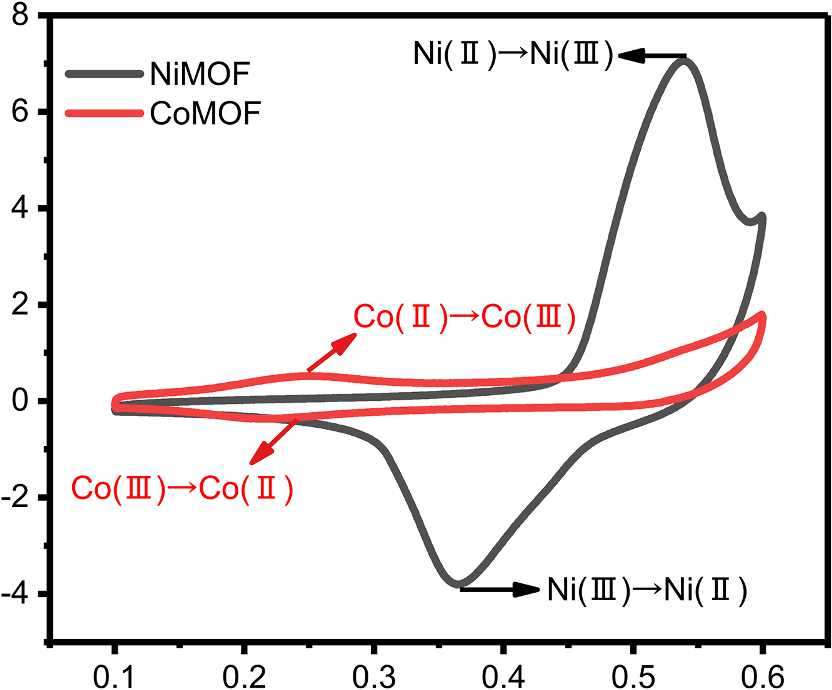 8
6
4
2
0
-2
-4
NiMOF
CoMOF
Ni(Ⅱ)→Ni(Ⅲ)
Co(Ⅱ)→Co(Ⅲ)
Co(Ⅲ)→Co(Ⅱ)
Ni(Ⅲ)→Ni(Ⅱ)
0.1 0.2 0.3 0.4 0.5 0.6